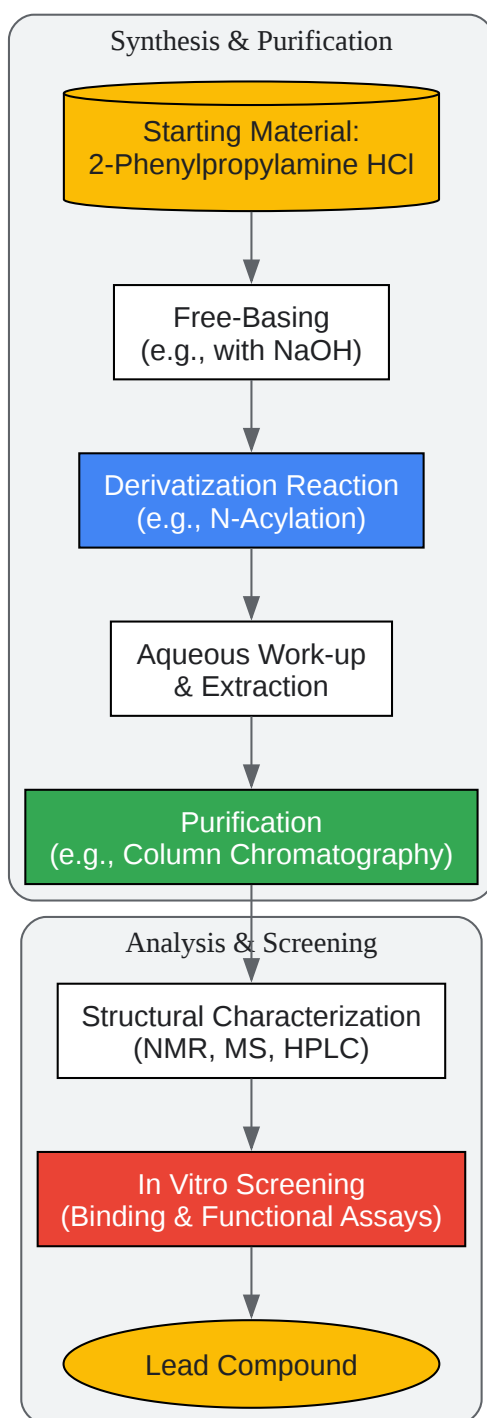 Synthesis & Purification
Starting Material:
2-Phenylpropylamine HCl
Free-Basing
(e.g., with NaOH)
Derivatization Reaction
(e.g., N-Acylation)
Aqueous Work-up
& Extraction
Purification
(e.g., Column Chromatography)
Analysis & Screening
Structural Characterization
(NMR, MS, HPLC)
In Vitro Screening
(Binding & Functional Assays)
Lead Compound